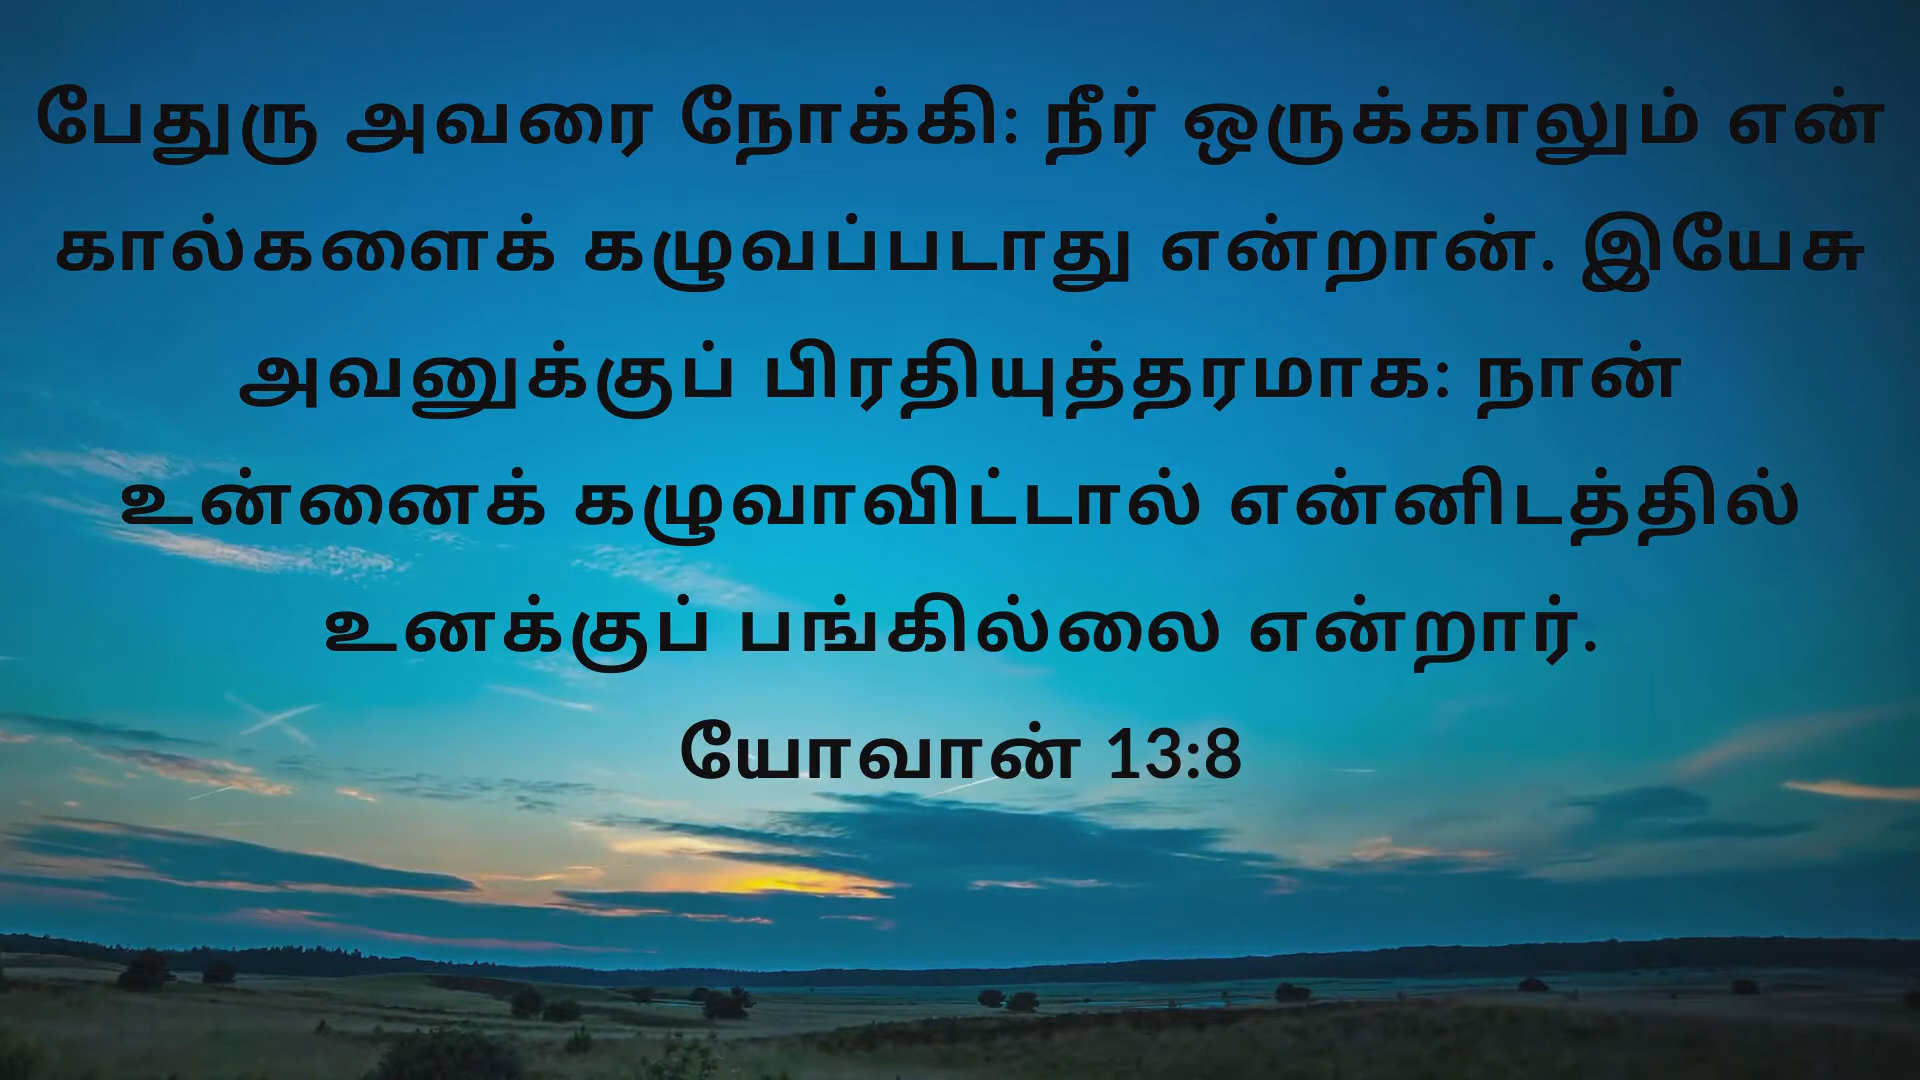 பேதுரு அவரை நோக்கி: நீர் ஒருக்காலும் என்
கால்களைக் கழுவப்படாது என்றான். இயேசு
அவனுக்குப் பிரதியுத்தரமாக: நான்
உன்னைக் கழுவாவிட்டால் என்னிடத்தில்
உனக்குப் பங்கில்லை என்றார்.
யோவான் 13:8